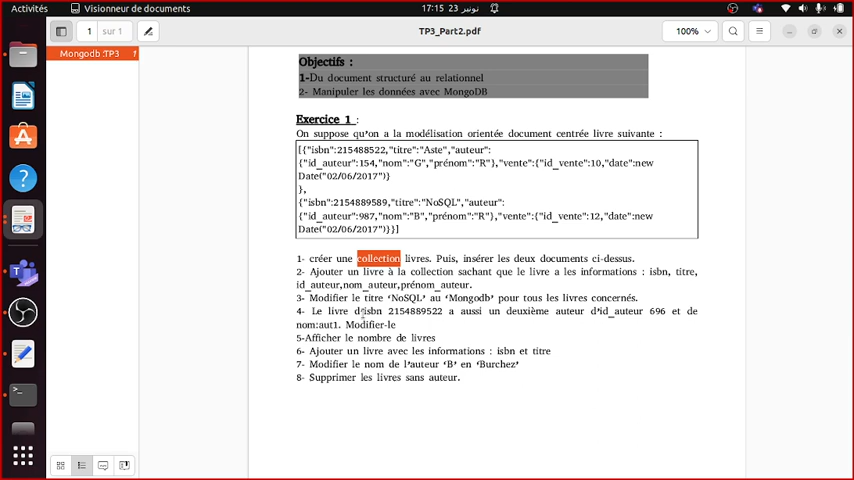 Activités Visionneur de documents 17:15 23 نونبر
1 sur 1 TP3_Part2.pdf 100%
Mongodb :TP3 1
Objectifs :
1-Du document structuré au relationnel
2- Manipuler les données avec MongoDB
Exercice 1 :
On suppose qu'on a la modélisation orientée document centrée livre suivante :
[{"isbn":215488522,"titre":"Aste","auteur":
{"id_auteur":154,"nom":"G","prénom":"R"},"vente":{"id_vente":10,"date":new
Date("02/06/2017")}
},
{"isbn":2154889589,"titre":"NoSQL","auteur":
{"id_auteur":987,"nom":"B","prénom":"R"},"vente":{"id_vente":12,"date":new
Date("02/06/2017")}}]
1- créer une collection livres. Puis, insérer les deux documents ci-dessus.
2- Ajouter un livre à la collection sachant que le livre a les informations : isbn, titre,
id_auteur,nom_auteur,prénom_auteur.
3- Modifier le titre 'NoSQL' au 'Mongodb' pour tous les livres concernés.
4- Le livre d'isbn 2154889522 a aussi un deuxième auteur d'id_auteur 696 et de
nom:aut1. Modifier-le
5-Afficher le nombre de livres
6- Ajouter un livre avec les informations : isbn et titre
7- Modifier le nom de l'auteur 'B' en 'Burchez'
8- Supprimer les livres sans auteur.